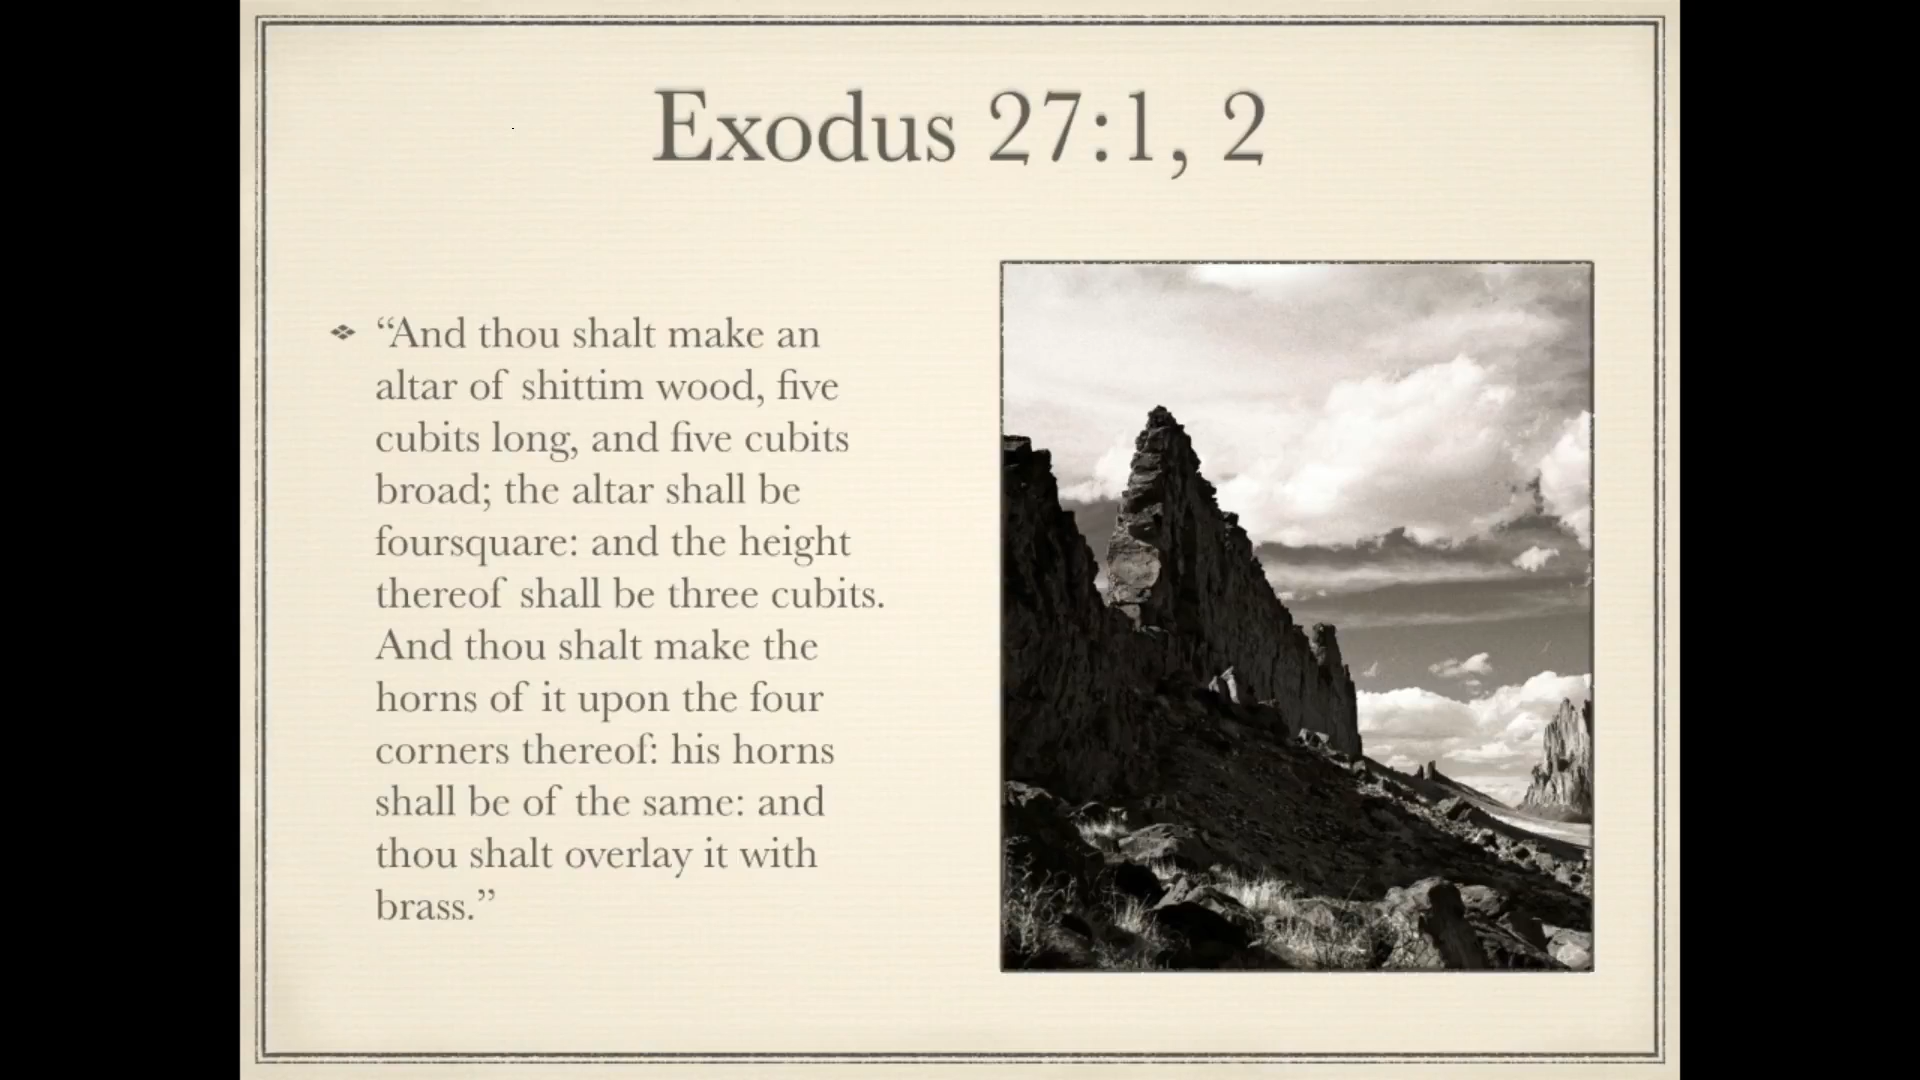 Exodus 27:1, 2
“And thou shalt make an
altar of shittim wood, five
cubits long, and five cubits
broad; the altar shall be
foursquare: and the height
thereof shall be three cubits.
And thou shalt make the
horns of it upon the four
corners thereof: his horns
shall be of the same: and
thou shalt overlay it with
brass.”